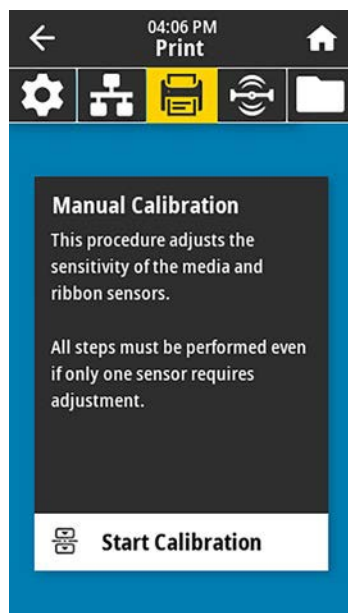 04:06 PM
Print
Manual Calibration
This procedure adjusts the
sensitivity of the media and
ribbon sensors.
All steps must be performed even
if only one sensor requires
adjustment.
Start Calibration